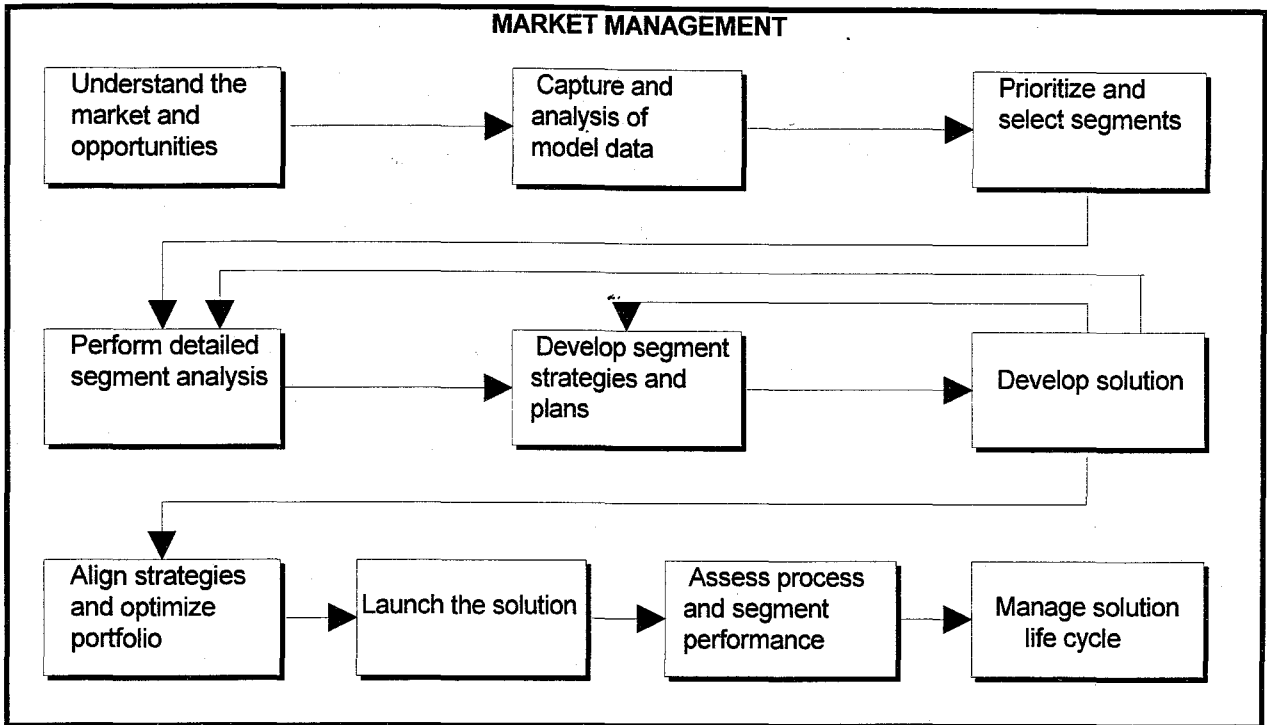 MARKET MANAGEMENT
Understand the
market and
opportunities
Capture and
analysis of
model data
Prioritize and
select segments
Perform detailed
segment analysis
Develop segment
strategies and
plans
Develop solution
Align strategies
and optimize
portfolio
Launch the solution
Assess process
and segment
performance
Manage solution
life cycle